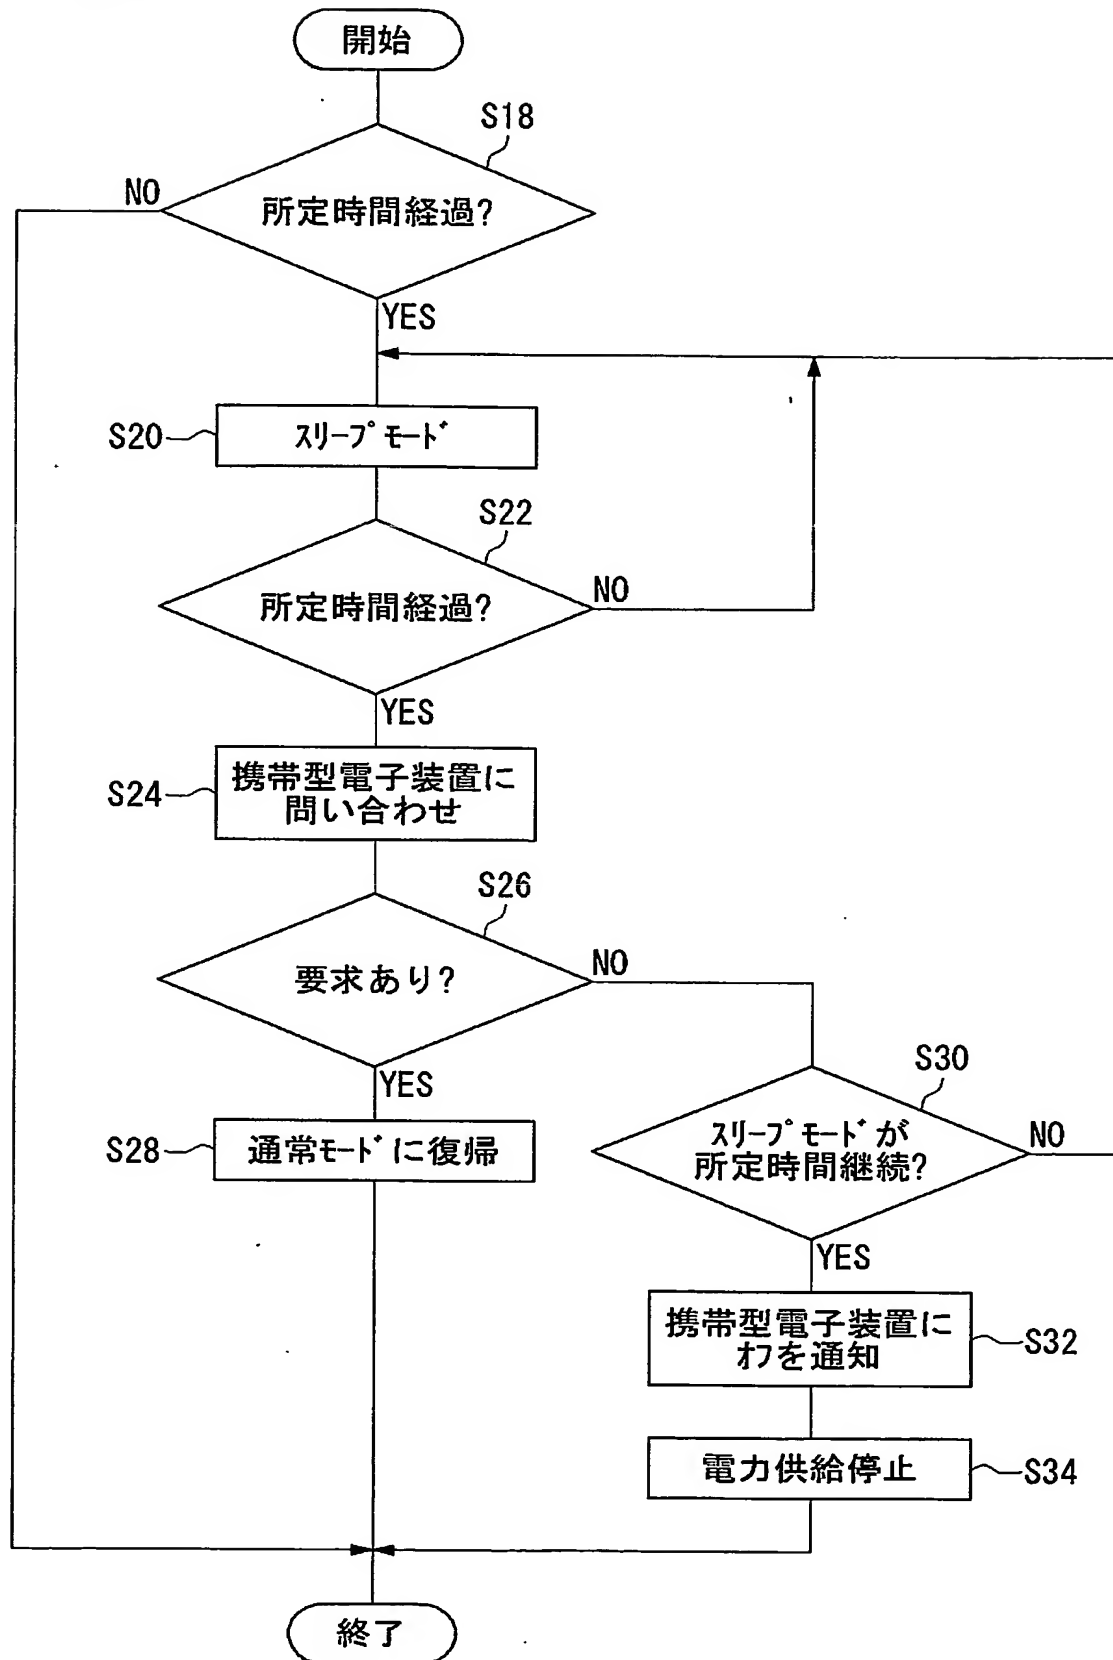 開始
S18
所定時間経過?
NO
YES
S20
ｽﾘｰﾌﾟﾓｰﾄﾞ
S22
所定時間経過?
NO
YES
S24
携帯型電子装置に
問い合わせ
S26
要求あり?
NO
YES
S28
通常ﾓｰﾄﾞに復帰
S30
ｽﾘｰﾌﾟﾓｰﾄﾞが
所定時間継続?
NO
YES
携帯型電子装置に
ｵﾌを通知
S32
電力供給停止
S34
終了